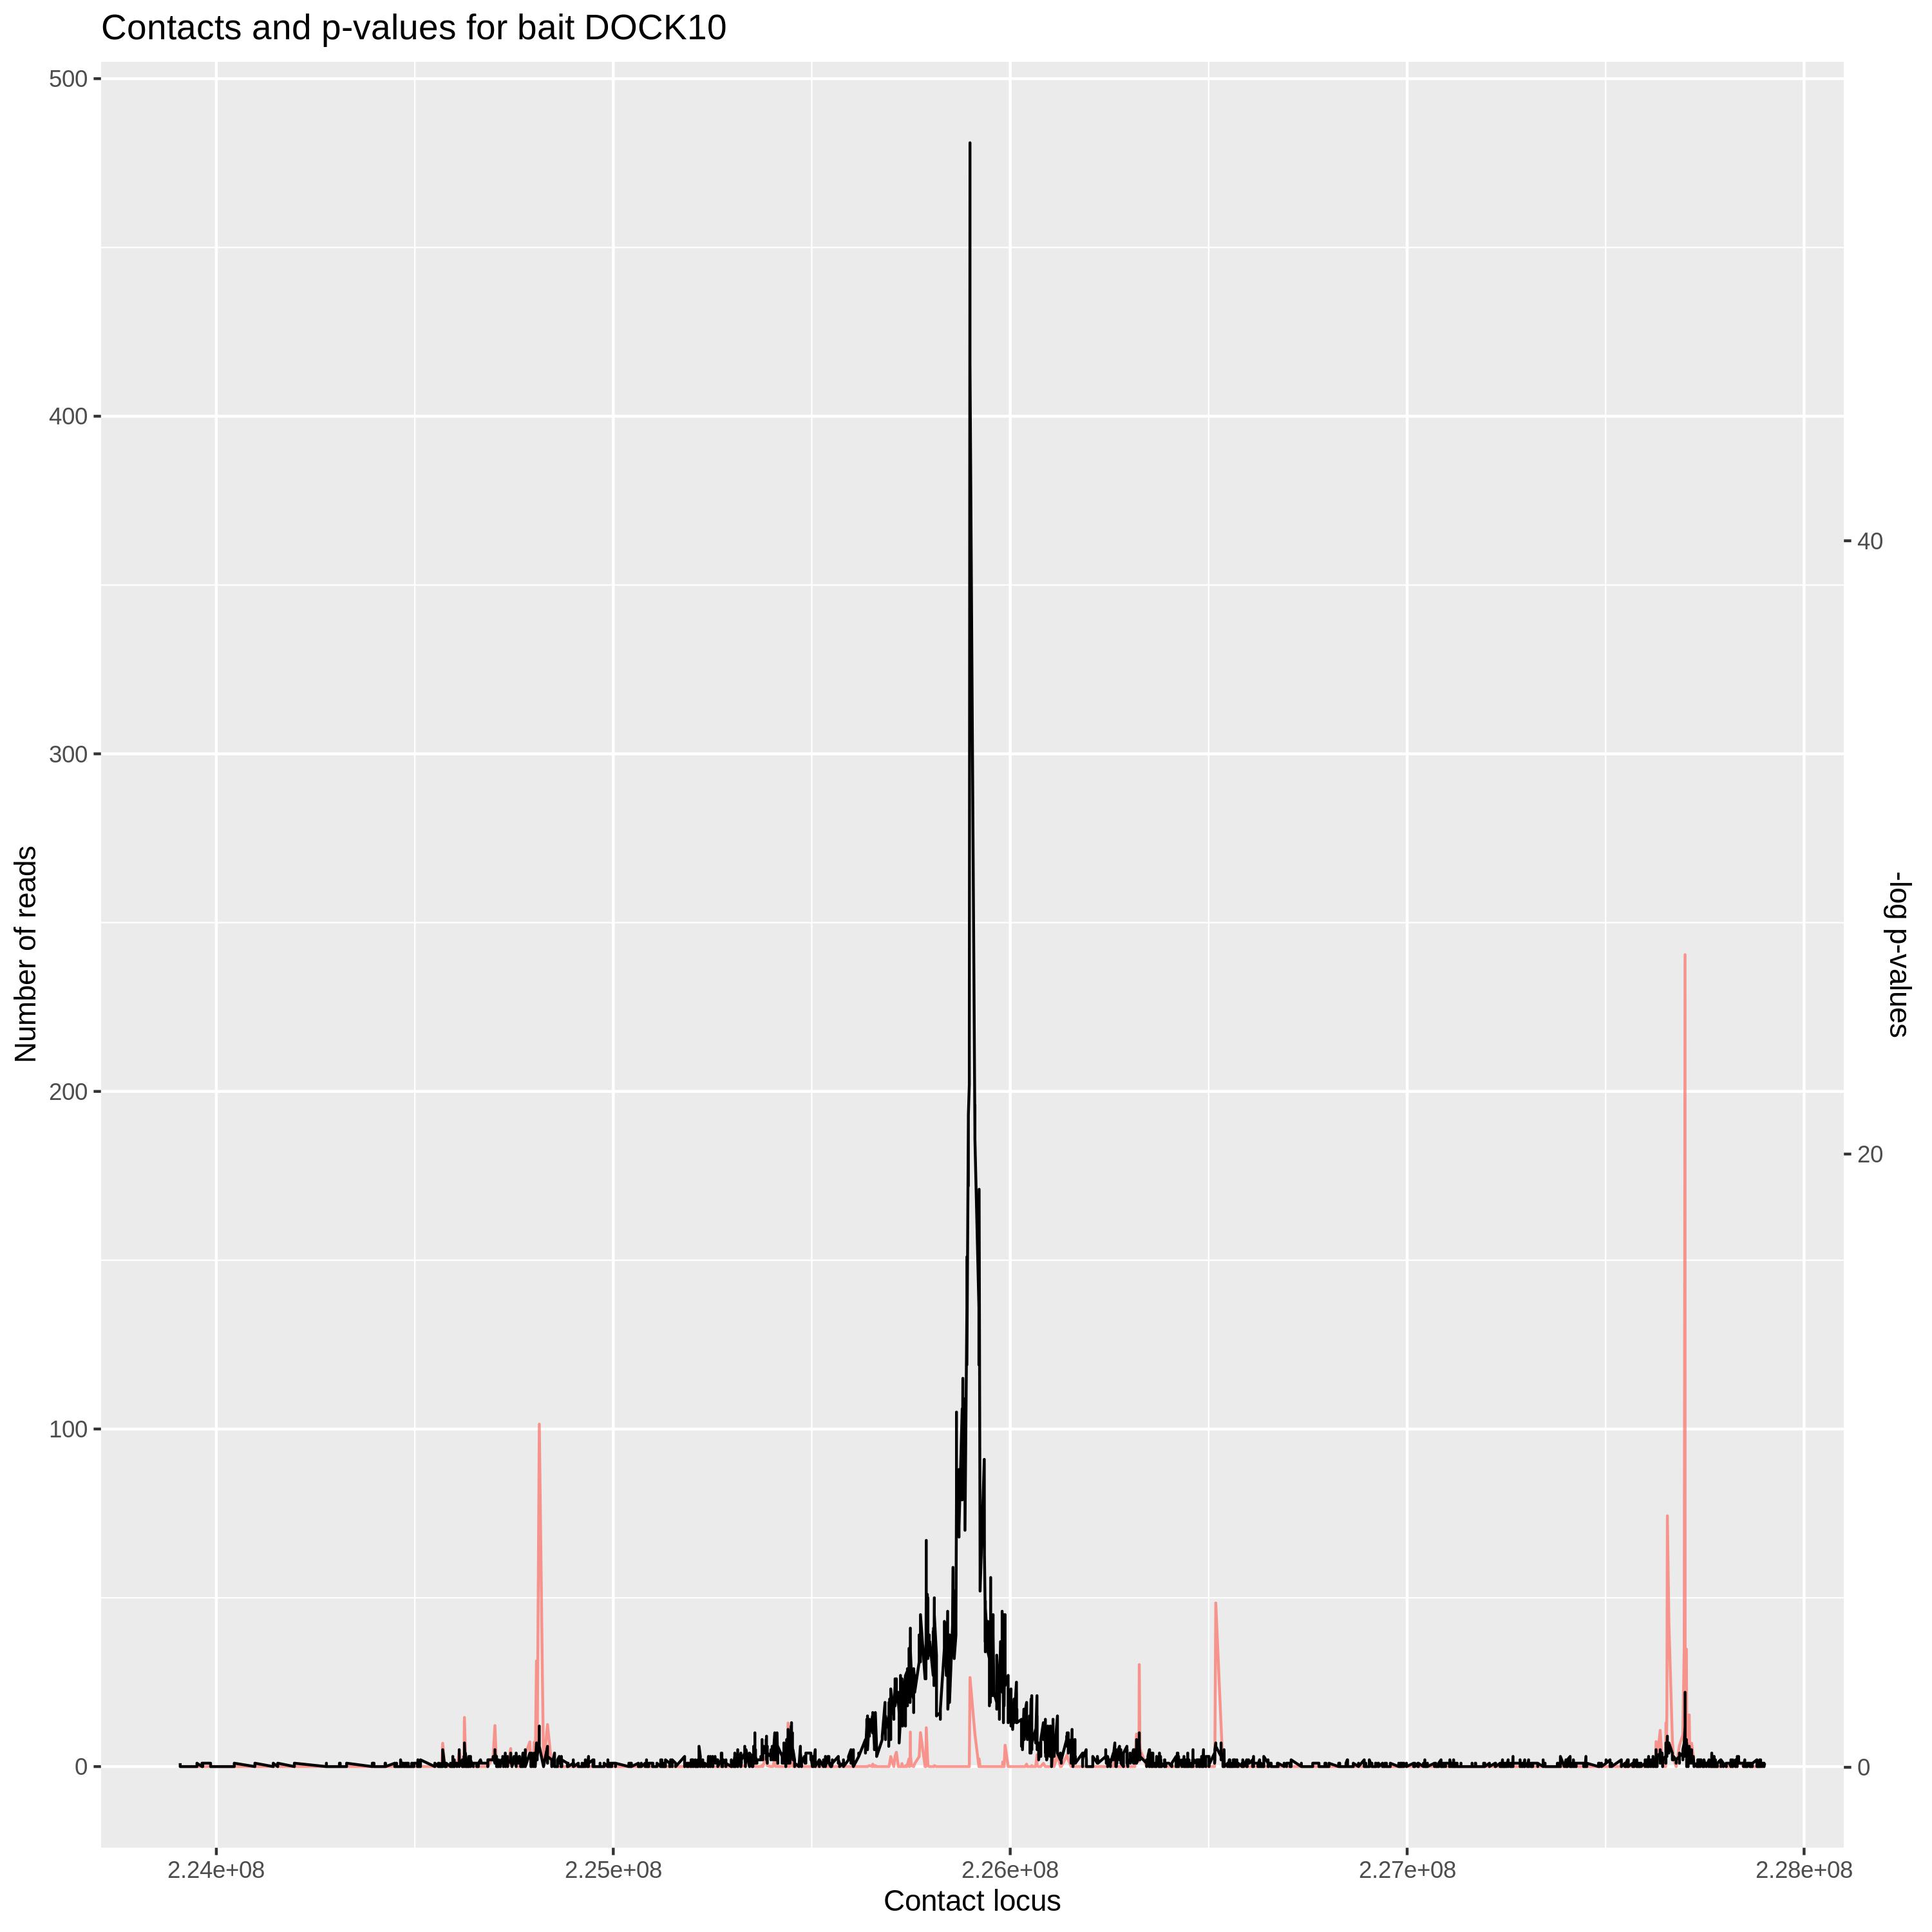 Contacts and p-values for bait DOCK10
500
400
300
200
100
0
Number of reads
40
20
0
-log p-values
2.24e+08
2.25e+08
2.26e+08
2.27e+08
2.28e+08
Contact locus